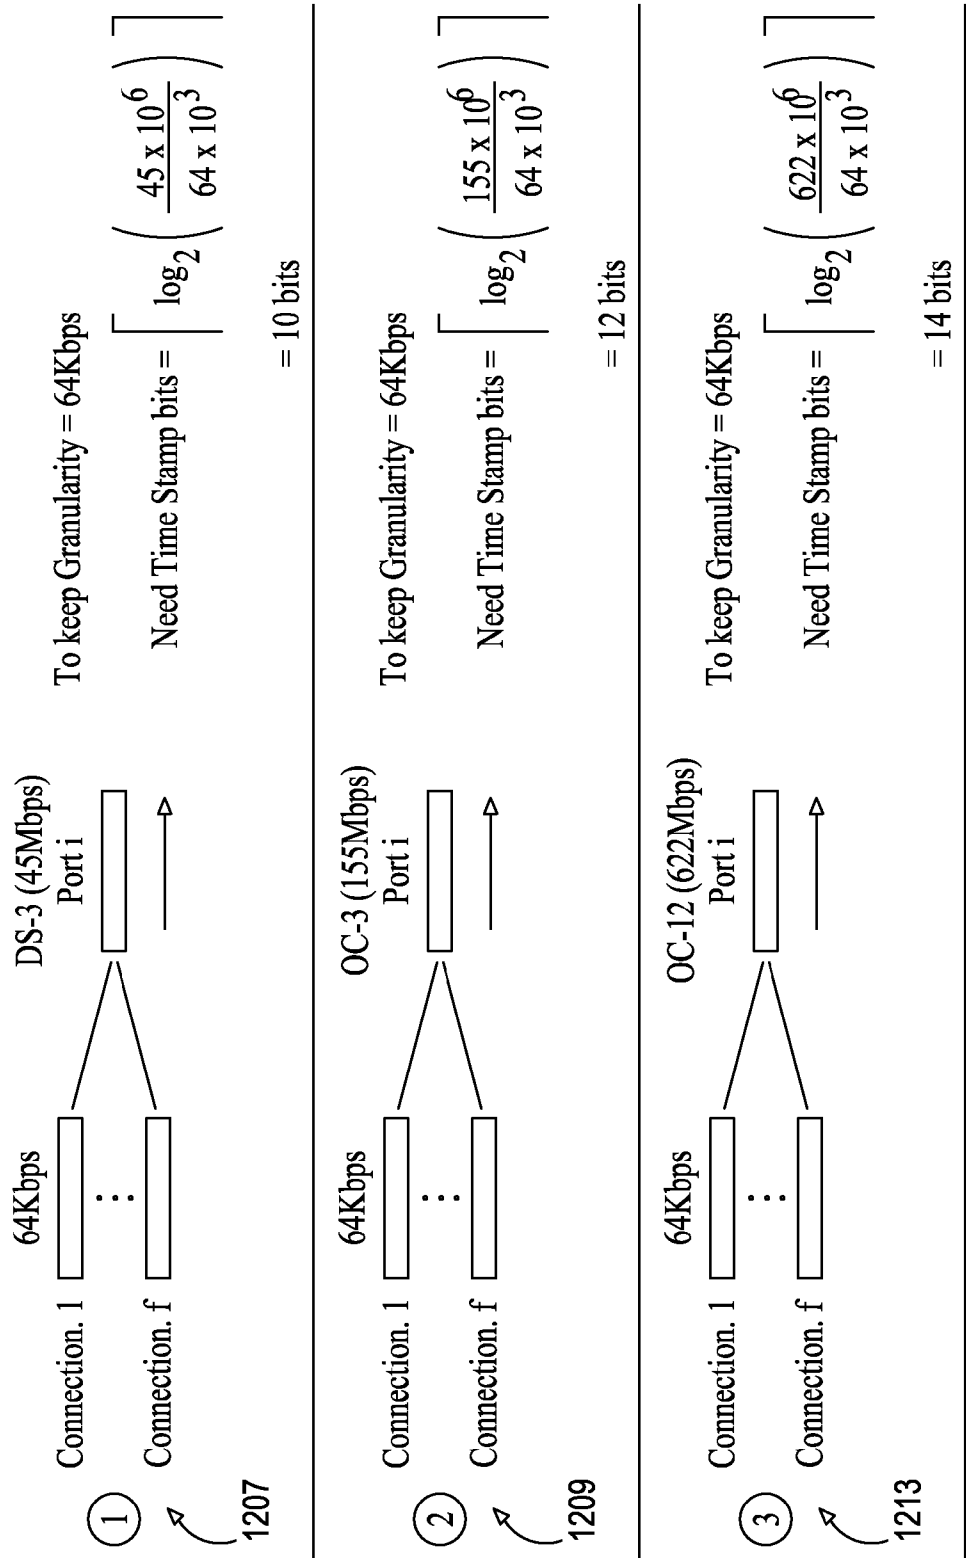 64Kbps
DS-3 (45Mbps)
Port i
Connection. 1
Connection. f
To keep Granularity = 64Kbps
Need Time Stamp bits = ⌈ log2 ( 45 x 10^6 / 64 x 10^3 ) ⌉
= 10 bits
1
1207
64Kbps
OC-3 (155Mbps)
Port i
Connection. 1
Connection. f
To keep Granularity = 64Kbps
Need Time Stamp bits = ⌈ log2 ( 155 x 10^6 / 64 x 10^3 ) ⌉
= 12 bits
2
1209
64Kbps
OC-12 (622Mbps)
Port i
Connection. 1
Connection. f
To keep Granularity = 64Kbps
Need Time Stamp bits = ⌈ log2 ( 622 x 10^6 / 64 x 10^3 ) ⌉
= 14 bits
3
1213